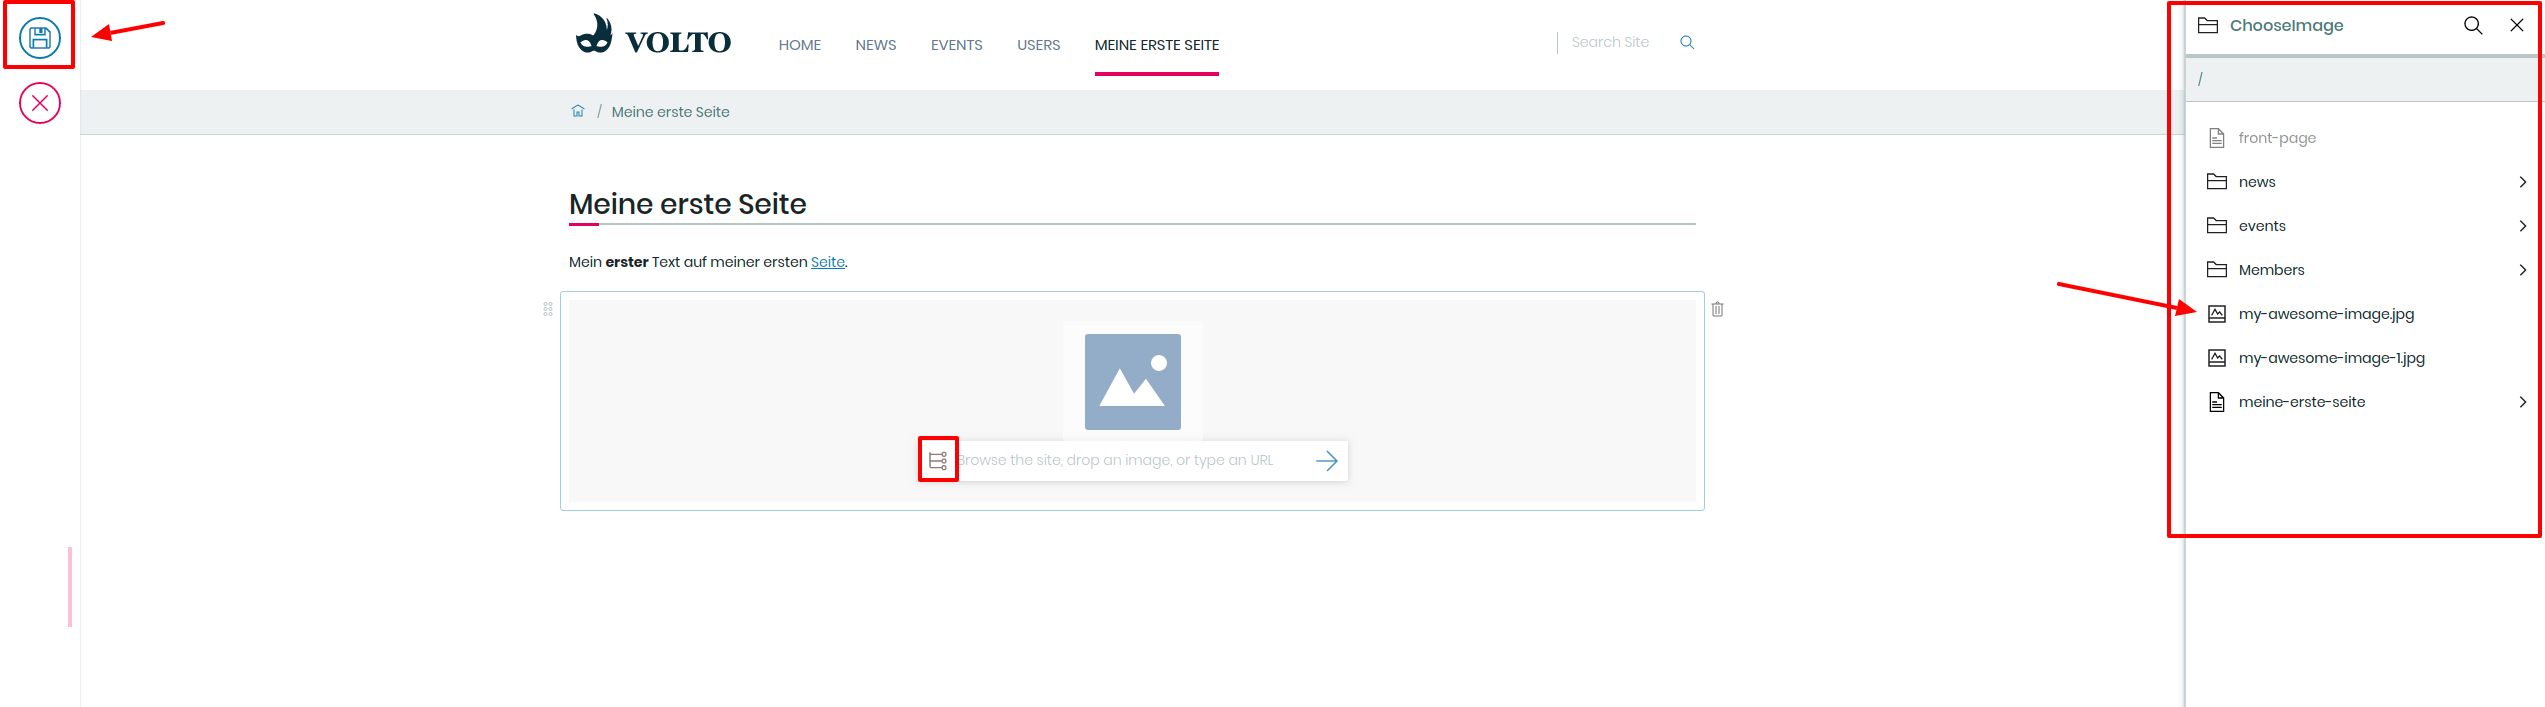 VOLTO
HOME NEWS EVENTS USERS MEINE ERSTE SEITE
Search Site
/ Meine erste Seite
Meine erste Seite
Mein erster Text auf meiner ersten Seite.
Browse the site, drop an image, or type an URL
ChooseImage
/
front-page
news
events
Members
my-awesome-image.jpg
my-awesome-image-1.jpg
meine-erste-seite